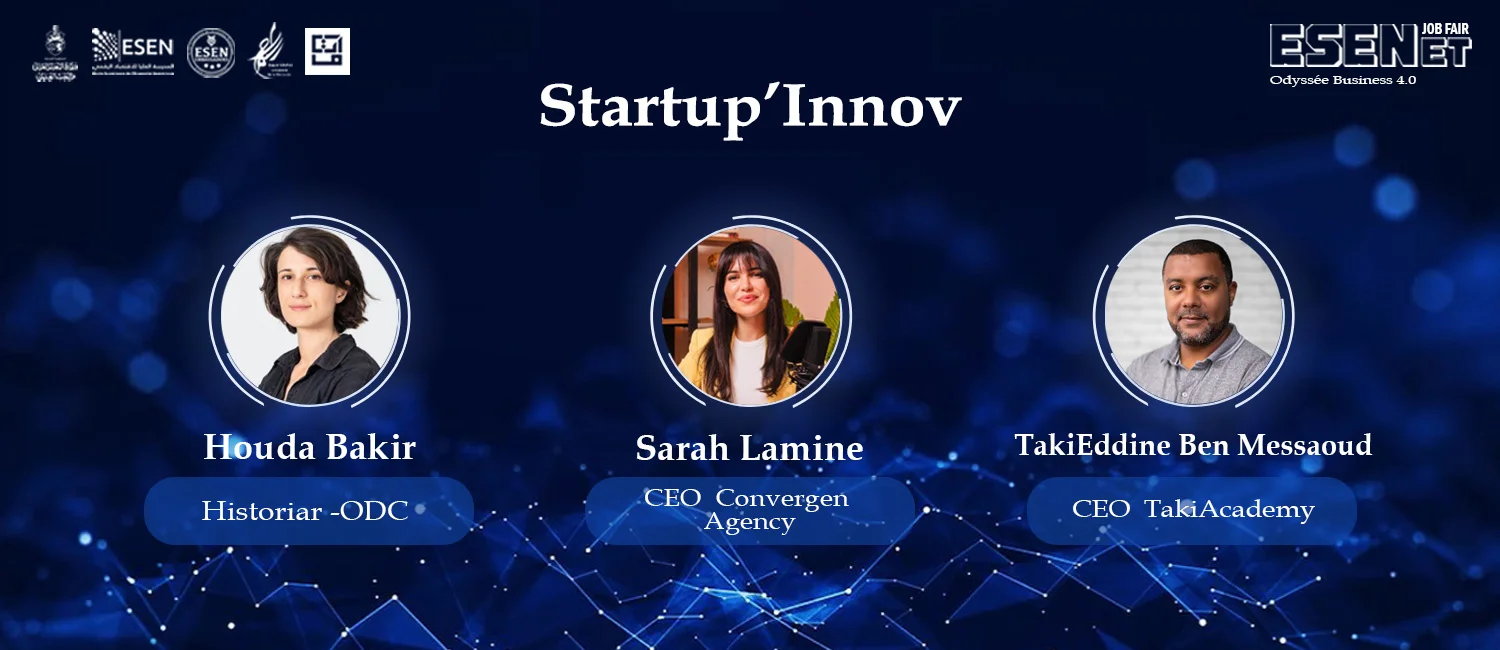 ESEN
ESEN
JOB FAIR
ESENET
Odyssée Business 4.0
Startup’Innov
Houda Bakir
Sarah Lamine
TakiEddine Ben Messaoud
Historiar -ODC
CEO Convergen
Agency
CEO TakiAcademy